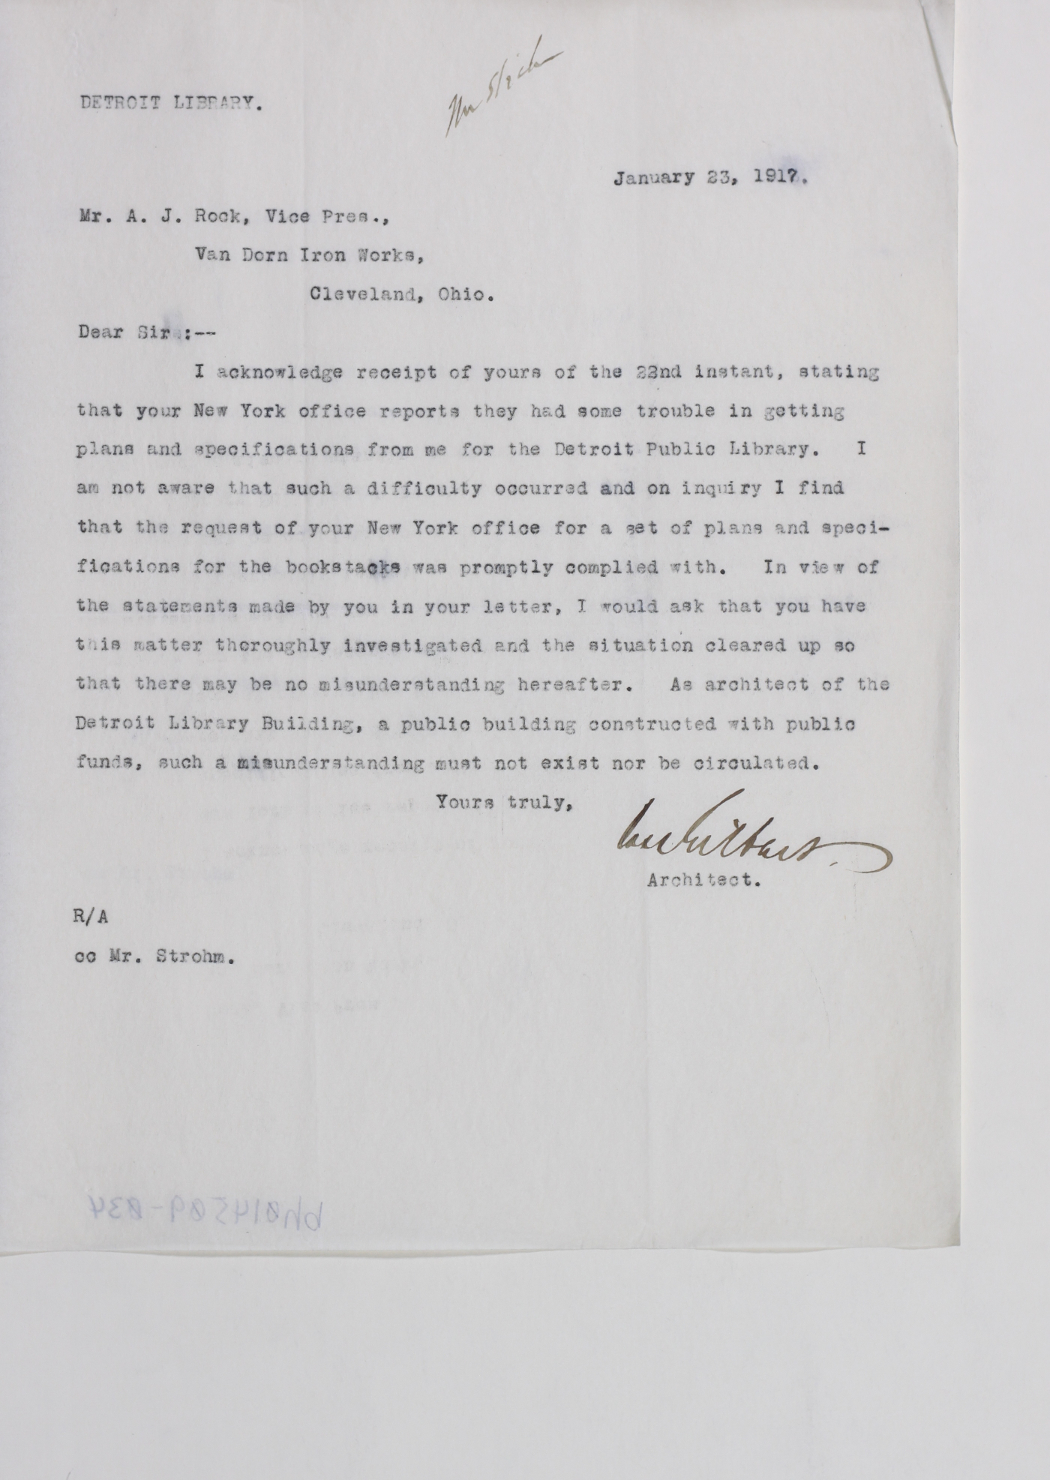 DETROIT LIBRARY.
January 23, 1917.
Mr. A. J. Rock, Vice Pres.,
Van Dorn Iron Works,
Cleveland, Ohio.
Dear Sir :--
I acknowledge receipt of yours of the 22nd instant, stating
that your New York office reports they had some trouble in getting
plans and specifications from me for the Detroit Public Library. I
am not aware that such a difficulty occurred and on inquiry I find
that the request of your New York office for a set of plans and speci-
fications for the bookstacks was promptly complied with. In view of
the statements made by you in your letter, I would ask that you have
this matter thoroughly investigated and the situation cleared up so
that there may be no misunderstanding hereafter. As architect of the
Detroit Library Building, a public building constructed with public
funds, such a misunderstanding must not exist nor be circulated.
Yours truly,
Cass Gilbert.
Architect.
R/A
cc Mr. Strohm.
bh014509-034